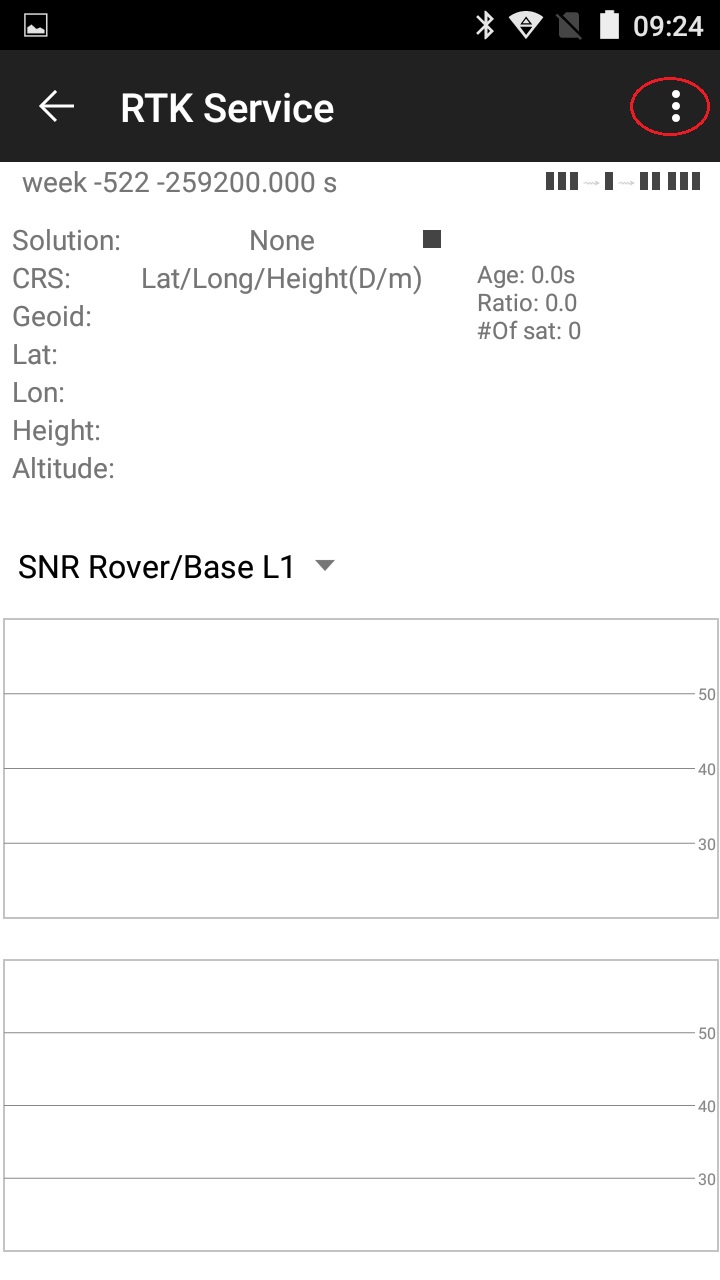 09:24
RTK Service
week -522 -259200.000 s
Solution: None
CRS: Lat/Long/Height(D/m)
Age: 0.0s
Geoid:
Ratio: 0.0
#Of sat: 0
Lat:
Lon:
Height:
Altitude:
SNR Rover/Base L1
50
40
30
50
40
30